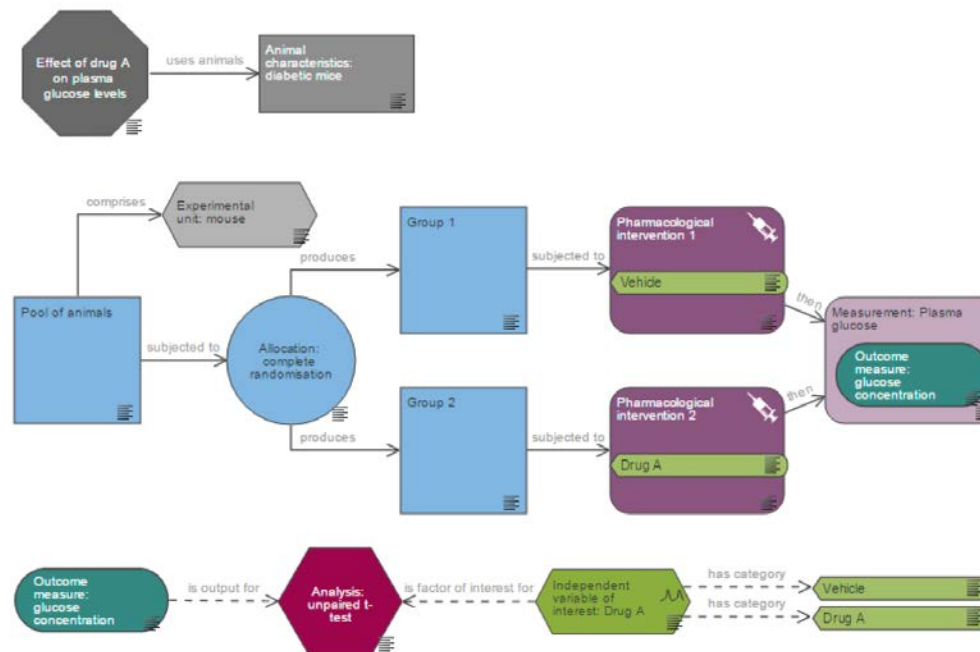 Effect of drug A
on plasma
glucose levels
uses animals
Animal
characteristics:
diabetic mice
comprises
Experimental
unit: mouse
Pool of animals
subjected to
Allocation:
complete
randomisation
produces
produces
Group 1
subjected to
Pharmacological
intervention 1
Vehicle
then
Group 2
subjected to
Pharmacological
intervention 2
Drug A
then
Measurement: Plasma
glucose
Outcome
measure:
glucose
concentration
Outcome
measure:
glucose
concentration
is output for
Analysis:
unpaired t-
test
is factor of interest for
Independent
variable of
interest: Drug A
has category
Vehicle
has category
Drug A